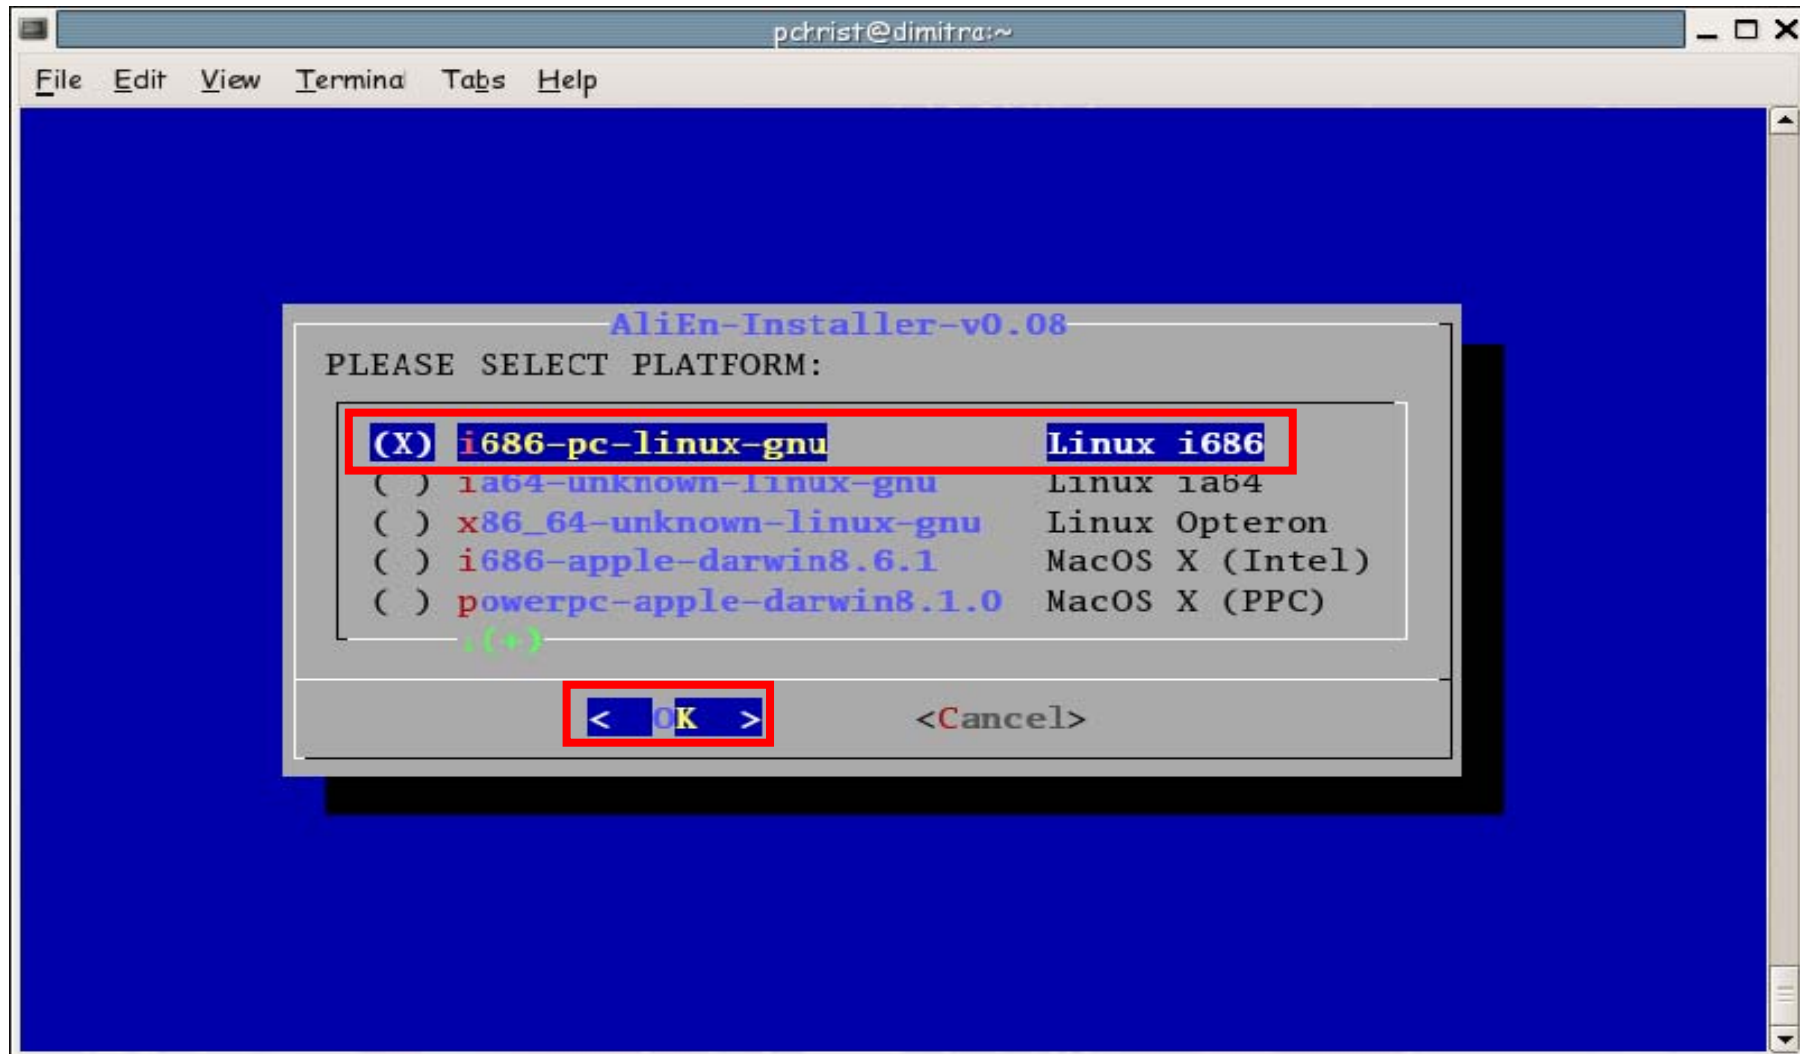 pchrist@dimitra:~
File Edit View Terminal Tabs Help
AliEn-Installer-v0.08
PLEASE SELECT PLATFORM:
(X) i686-pc-linux-gnu Linux i686
( ) ia64-unknown-linux-gnu Linux ia64
( ) x86_64-unknown-linux-gnu Linux Opteron
( ) i686-apple-darwin8.6.1 MacOS X (Intel)
( ) powerpc-apple-darwin8.1.0 MacOS X (PPC)
(+)
< OK > <Cancel>